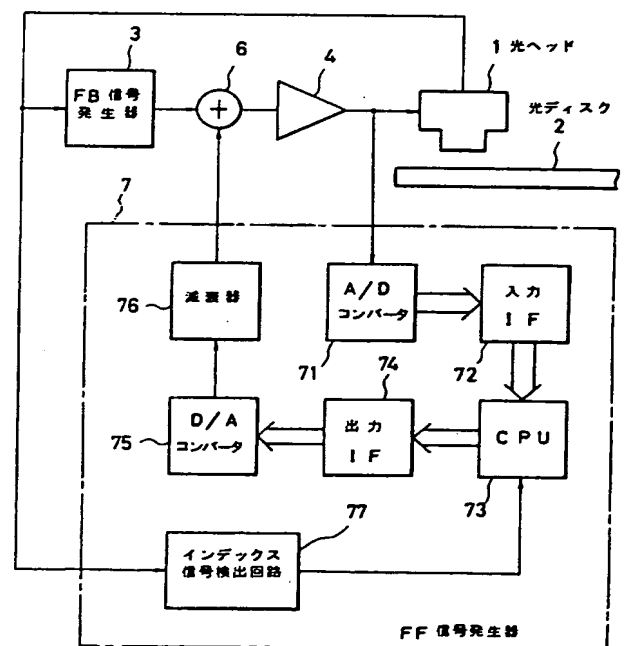 3
6
4
1 光ヘッド
FB 信号
発生器
+
光ディスク
2
7
減衰器
76
A/D
コンバータ
71
入力
IF
72
74
D/A
コンバータ
75
出力
IF
CPU
73
77
インデックス
信号検出回路
FF 信号発生器